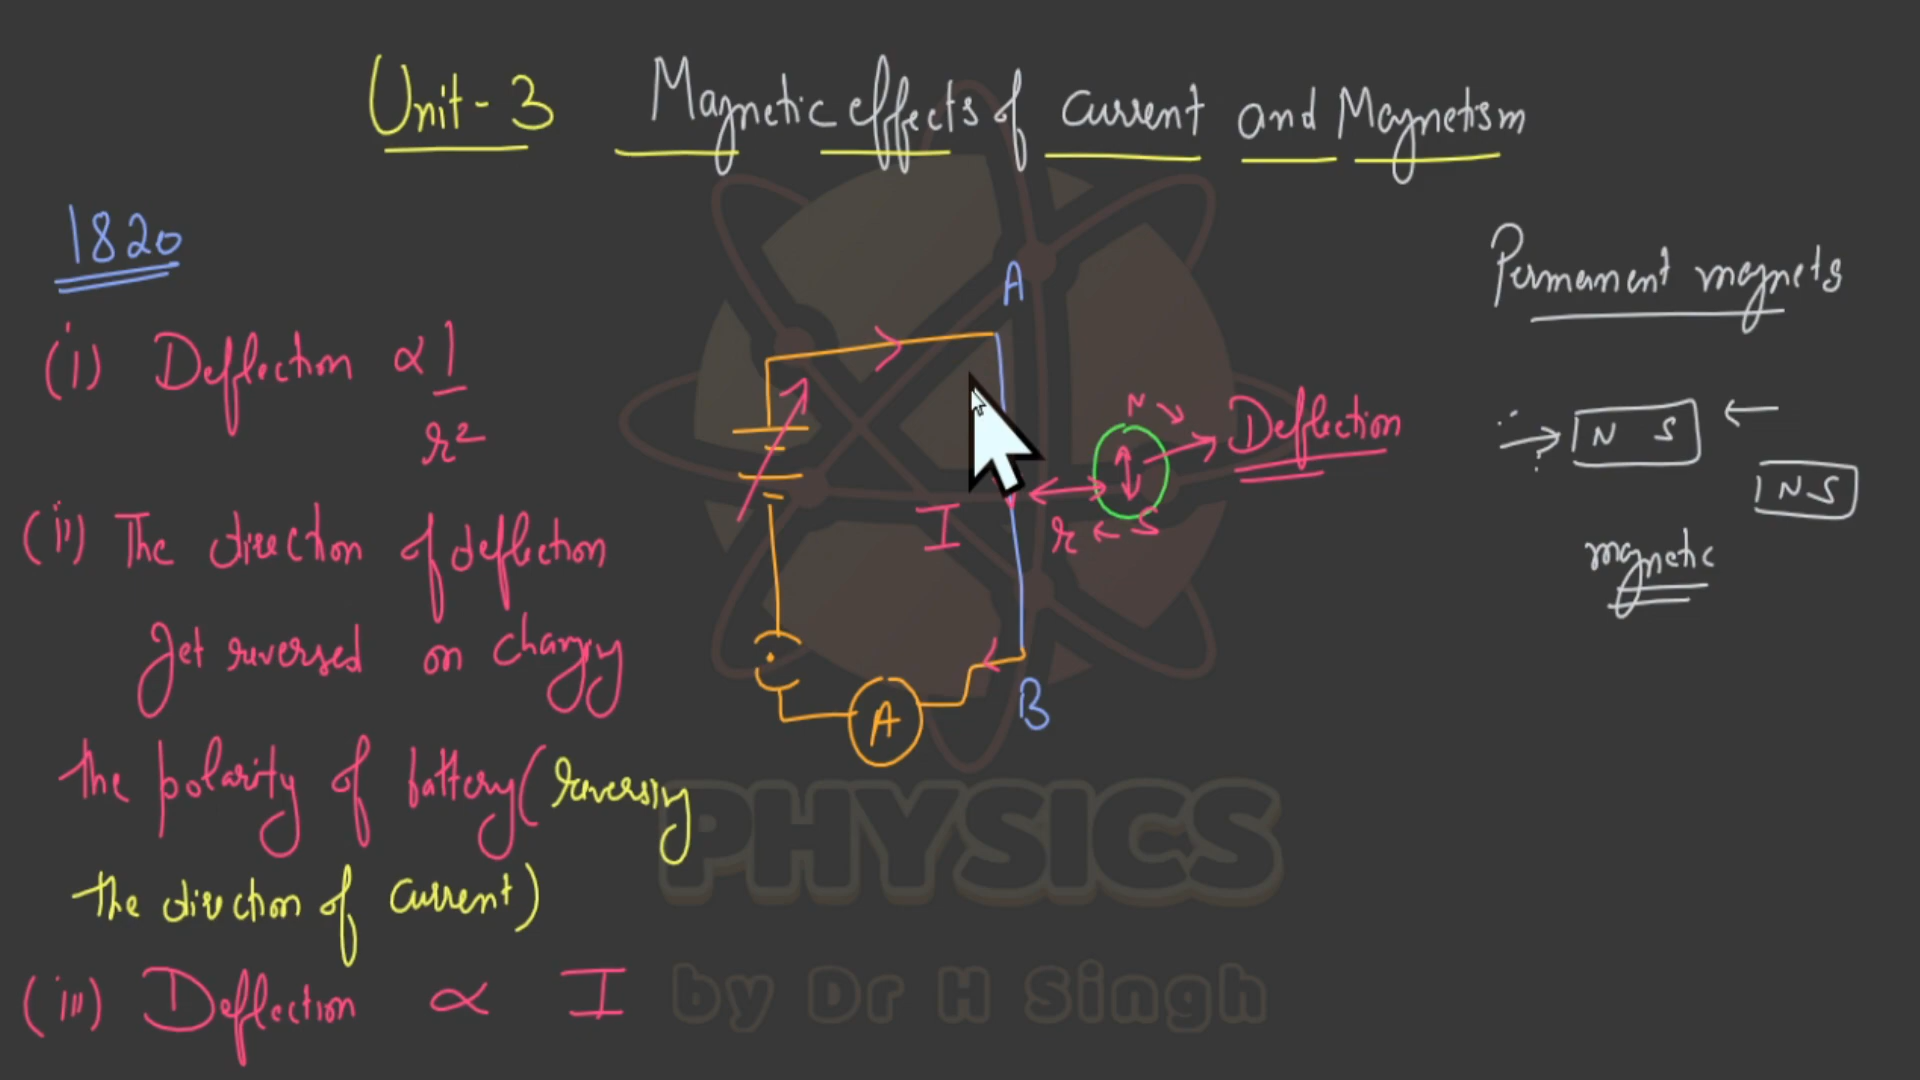 Unit-3 Magnetic effects of current and Magnetism
1820
(i) Deflection ∝ 1/r²
(ii) The direction of deflection
get reversed on changing
the polarity of battery (reversing
the direction of current)
(iii) Deflection ∝ I
A
I
r
N
S
Deflection
B
A
Permanent magnets
N S
N S
magnetic
PHYSICS
by Dr H Singh